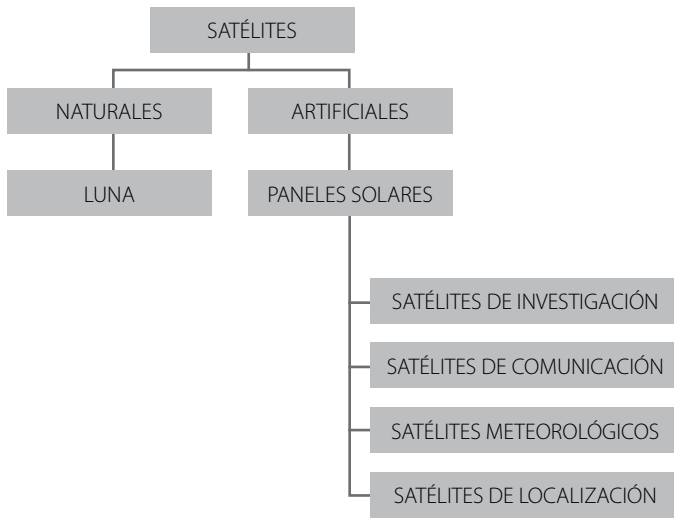 SATÉLITES
NATURALES
ARTIFICIALES
LUNA
PANELES SOLARES
SATÉLITES DE INVESTIGACIÓN
SATÉLITES DE COMUNICACIÓN
SATÉLITES METEOROLÓGICOS
SATÉLITES DE LOCALIZACIÓN